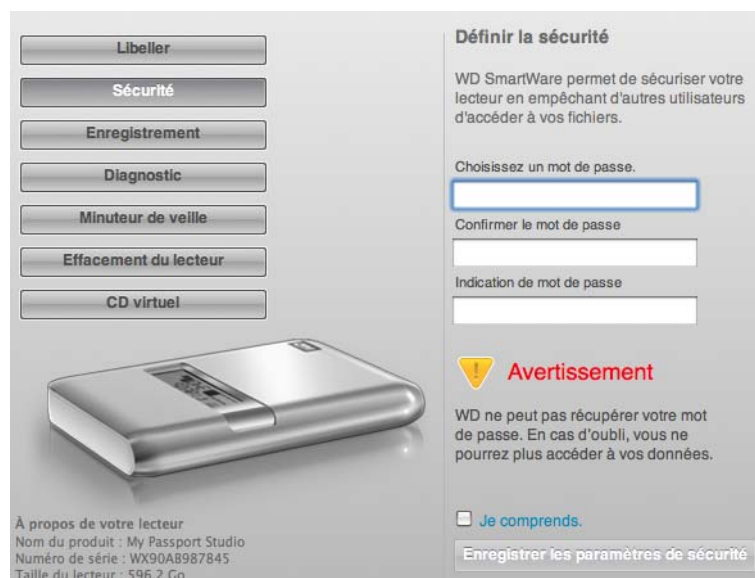 Libeller
Sécurité
Enregistrement
Diagnostic
Minuteur de veille
Effacement du lecteur
CD virtuel
À propos de votre lecteur
Nom du produit : My Passport Studio
Numéro de série : WX90A8987845
Taille du lecteur : 596.2 Go
Définir la sécurité
WD SmartWare permet de sécuriser votre
lecteur en empêchant d'autres utilisateurs
d'accéder à vos fichiers.
Choisissez un mot de passe.
Confirmer le mot de passe
Indication de mot de passe
Avertissement
WD ne peut pas récupérer votre mot
de passe. En cas d'oubli, vous ne
pourrez plus accéder à vos données.
Je comprends.
Enregistrer les paramètres de sécurité